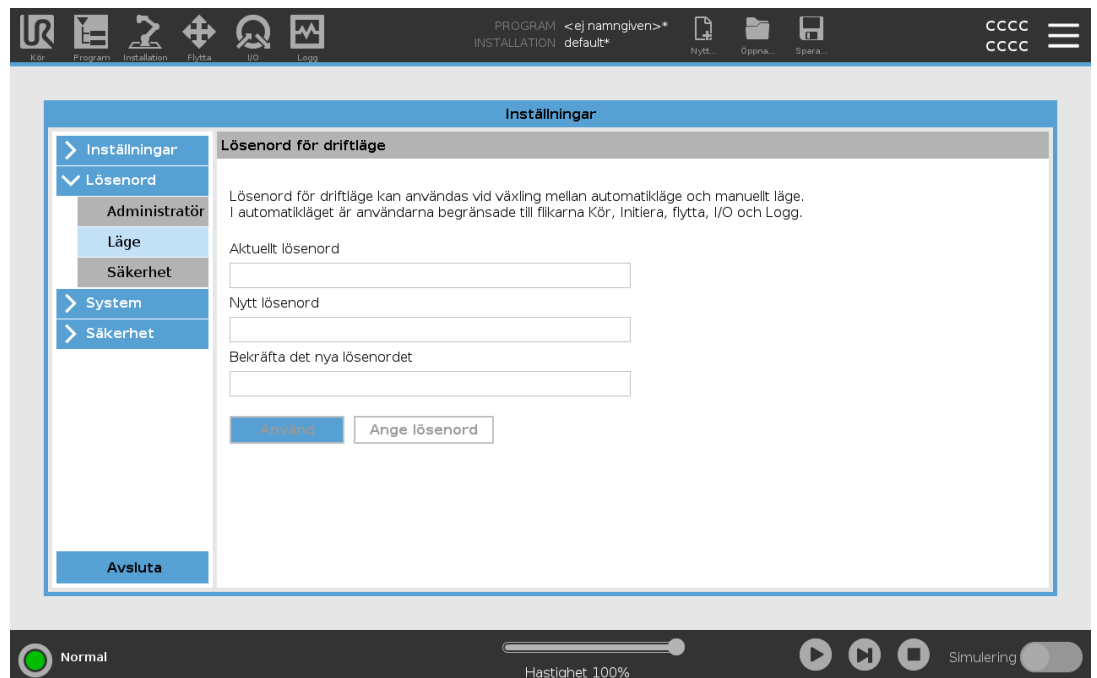 PROGRAM <ej namngiven>*
INSTALLATION default*
CCCC
CCCC
Kör Program Installation Flytta I/O Logg Nytt... Öppna... Spara...
Inställningar
Inställningar
Lösenord
Administratör
Läge
Säkerhet
System
Säkerhet
Avsluta
Lösenord för driftläge
Lösenord för driftläge kan användas vid växling mellan automatikläge och manuellt läge.
I automatikläget är användarna begränsade till flikarna Kör, Initiera, flytta, I/O och Logg.
Aktuellt lösenord
Nytt lösenord
Bekräfta det nya lösenordet
Använd Ange lösenord
Normal
Hastighet 100%
Simulering